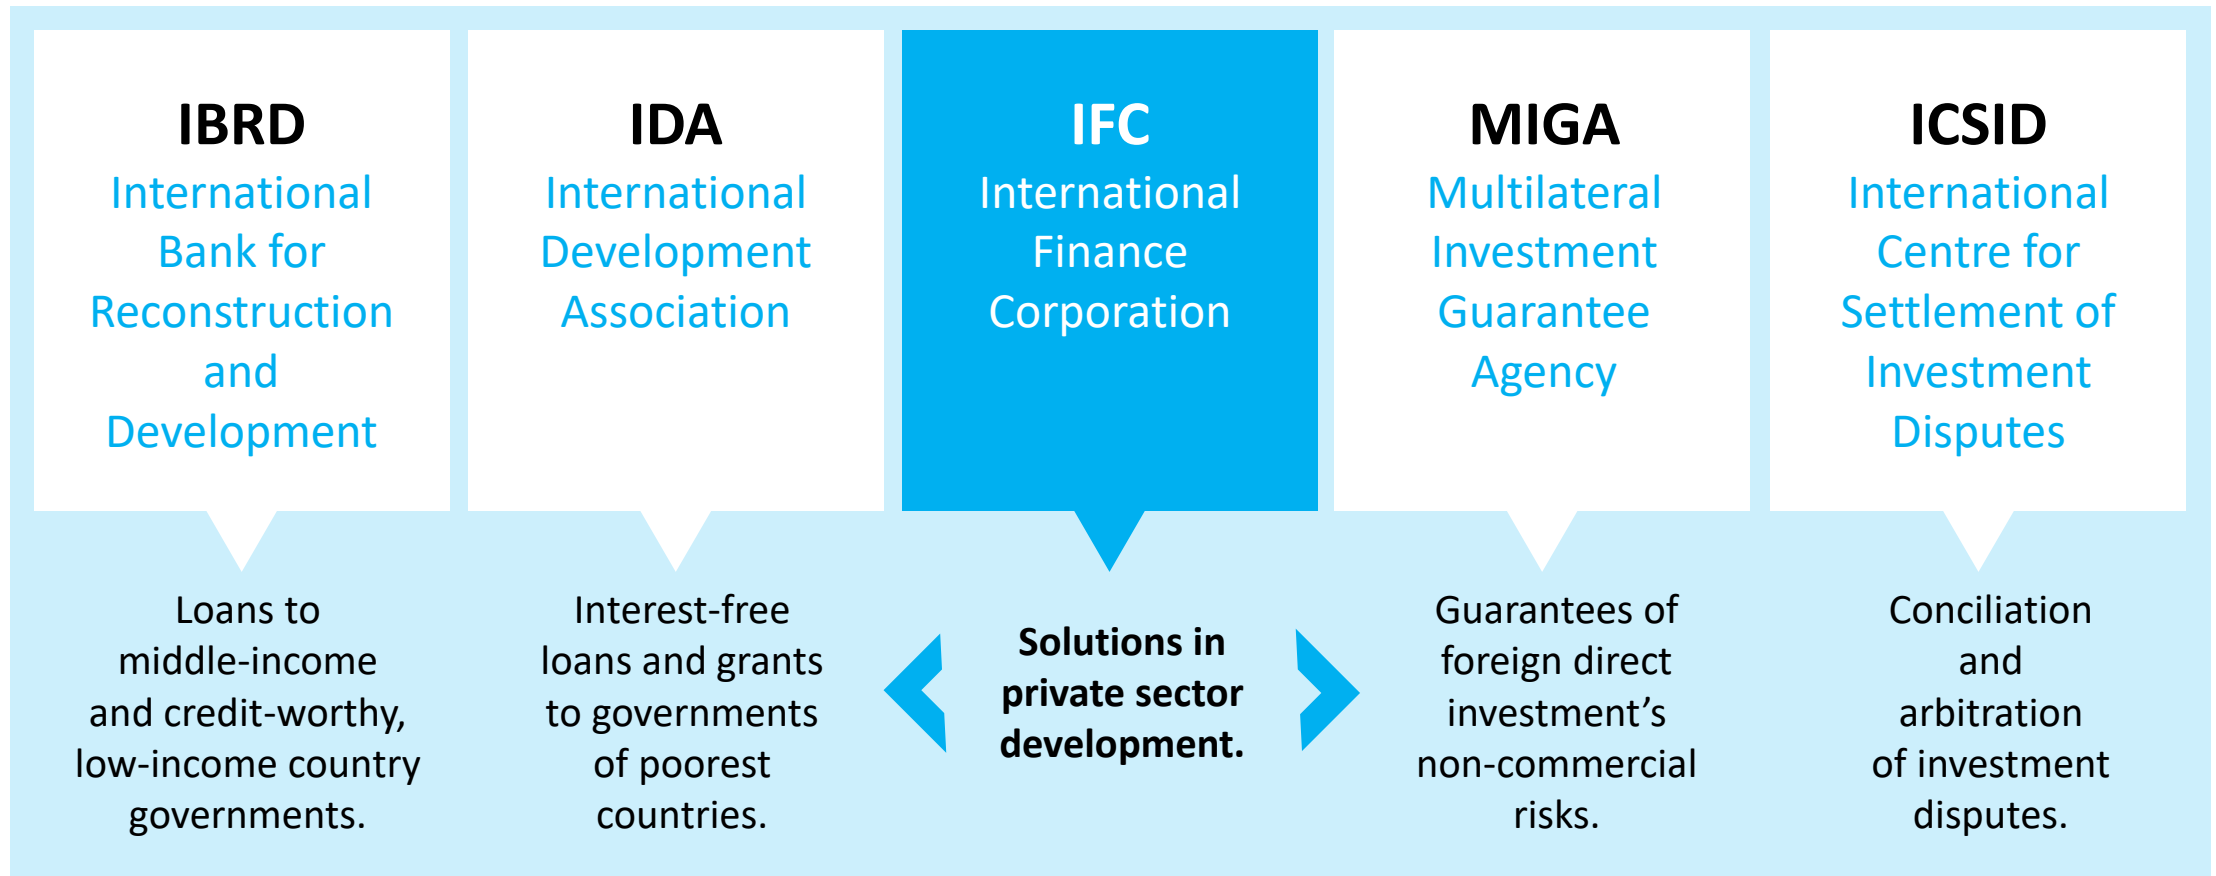 IBRD
International
Bank for
Reconstruction
and
Development
Loans to
middle-income
and credit-worthy,
low-income country
governments.
IDA
International
Development
Association
Interest-free
loans and grants
to governments
of poorest
countries.
IFC
International
Finance
Corporation
Solutions in
private sector
development.
MIGA
Multilateral
Investment
Guarantee
Agency
Guarantees of
foreign direct
investment’s
non-commercial
risks.
ICSID
International
Centre for
Settlement of
Investment
Disputes
Conciliation
and
arbitration
of investment
disputes.